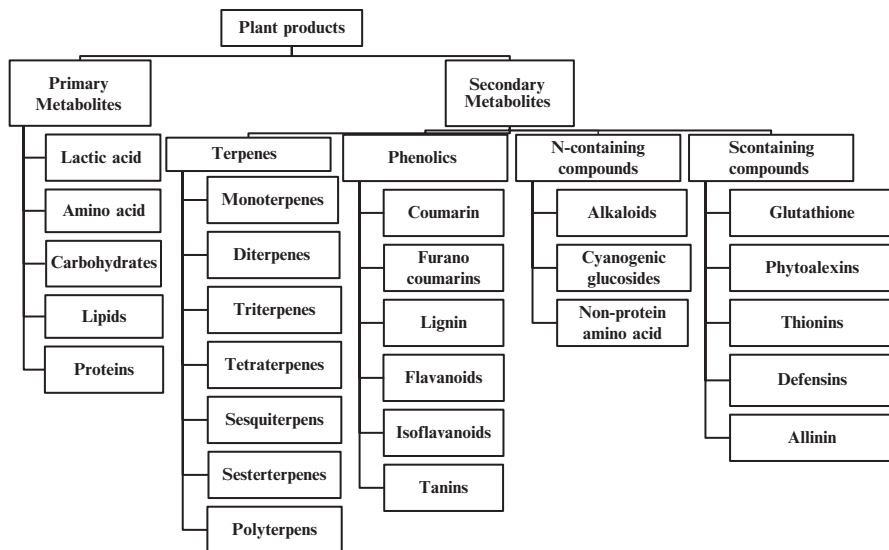 Plant products
Primary
Metabolites
Secondary
Metabolites
Lactic acid
Amino acid
Carbohydrates
Lipids
Proteins
Terpenes
Monoterpenes
Diterpenes
Triterpenes
Tetraterpenes
Sesquiterpens
Sesterterpenes
Polyterpens
Phenolics
Coumarin
Furano
coumarins
Lignin
Flavanoids
Isoflavanoids
Tanins
N-containing
compounds
Alkaloids
Cyanogenic
glucosides
Non-protein
amino acid
Scontaining
compounds
Glutathione
Phytoalexins
Thionins
Defensins
Allinin